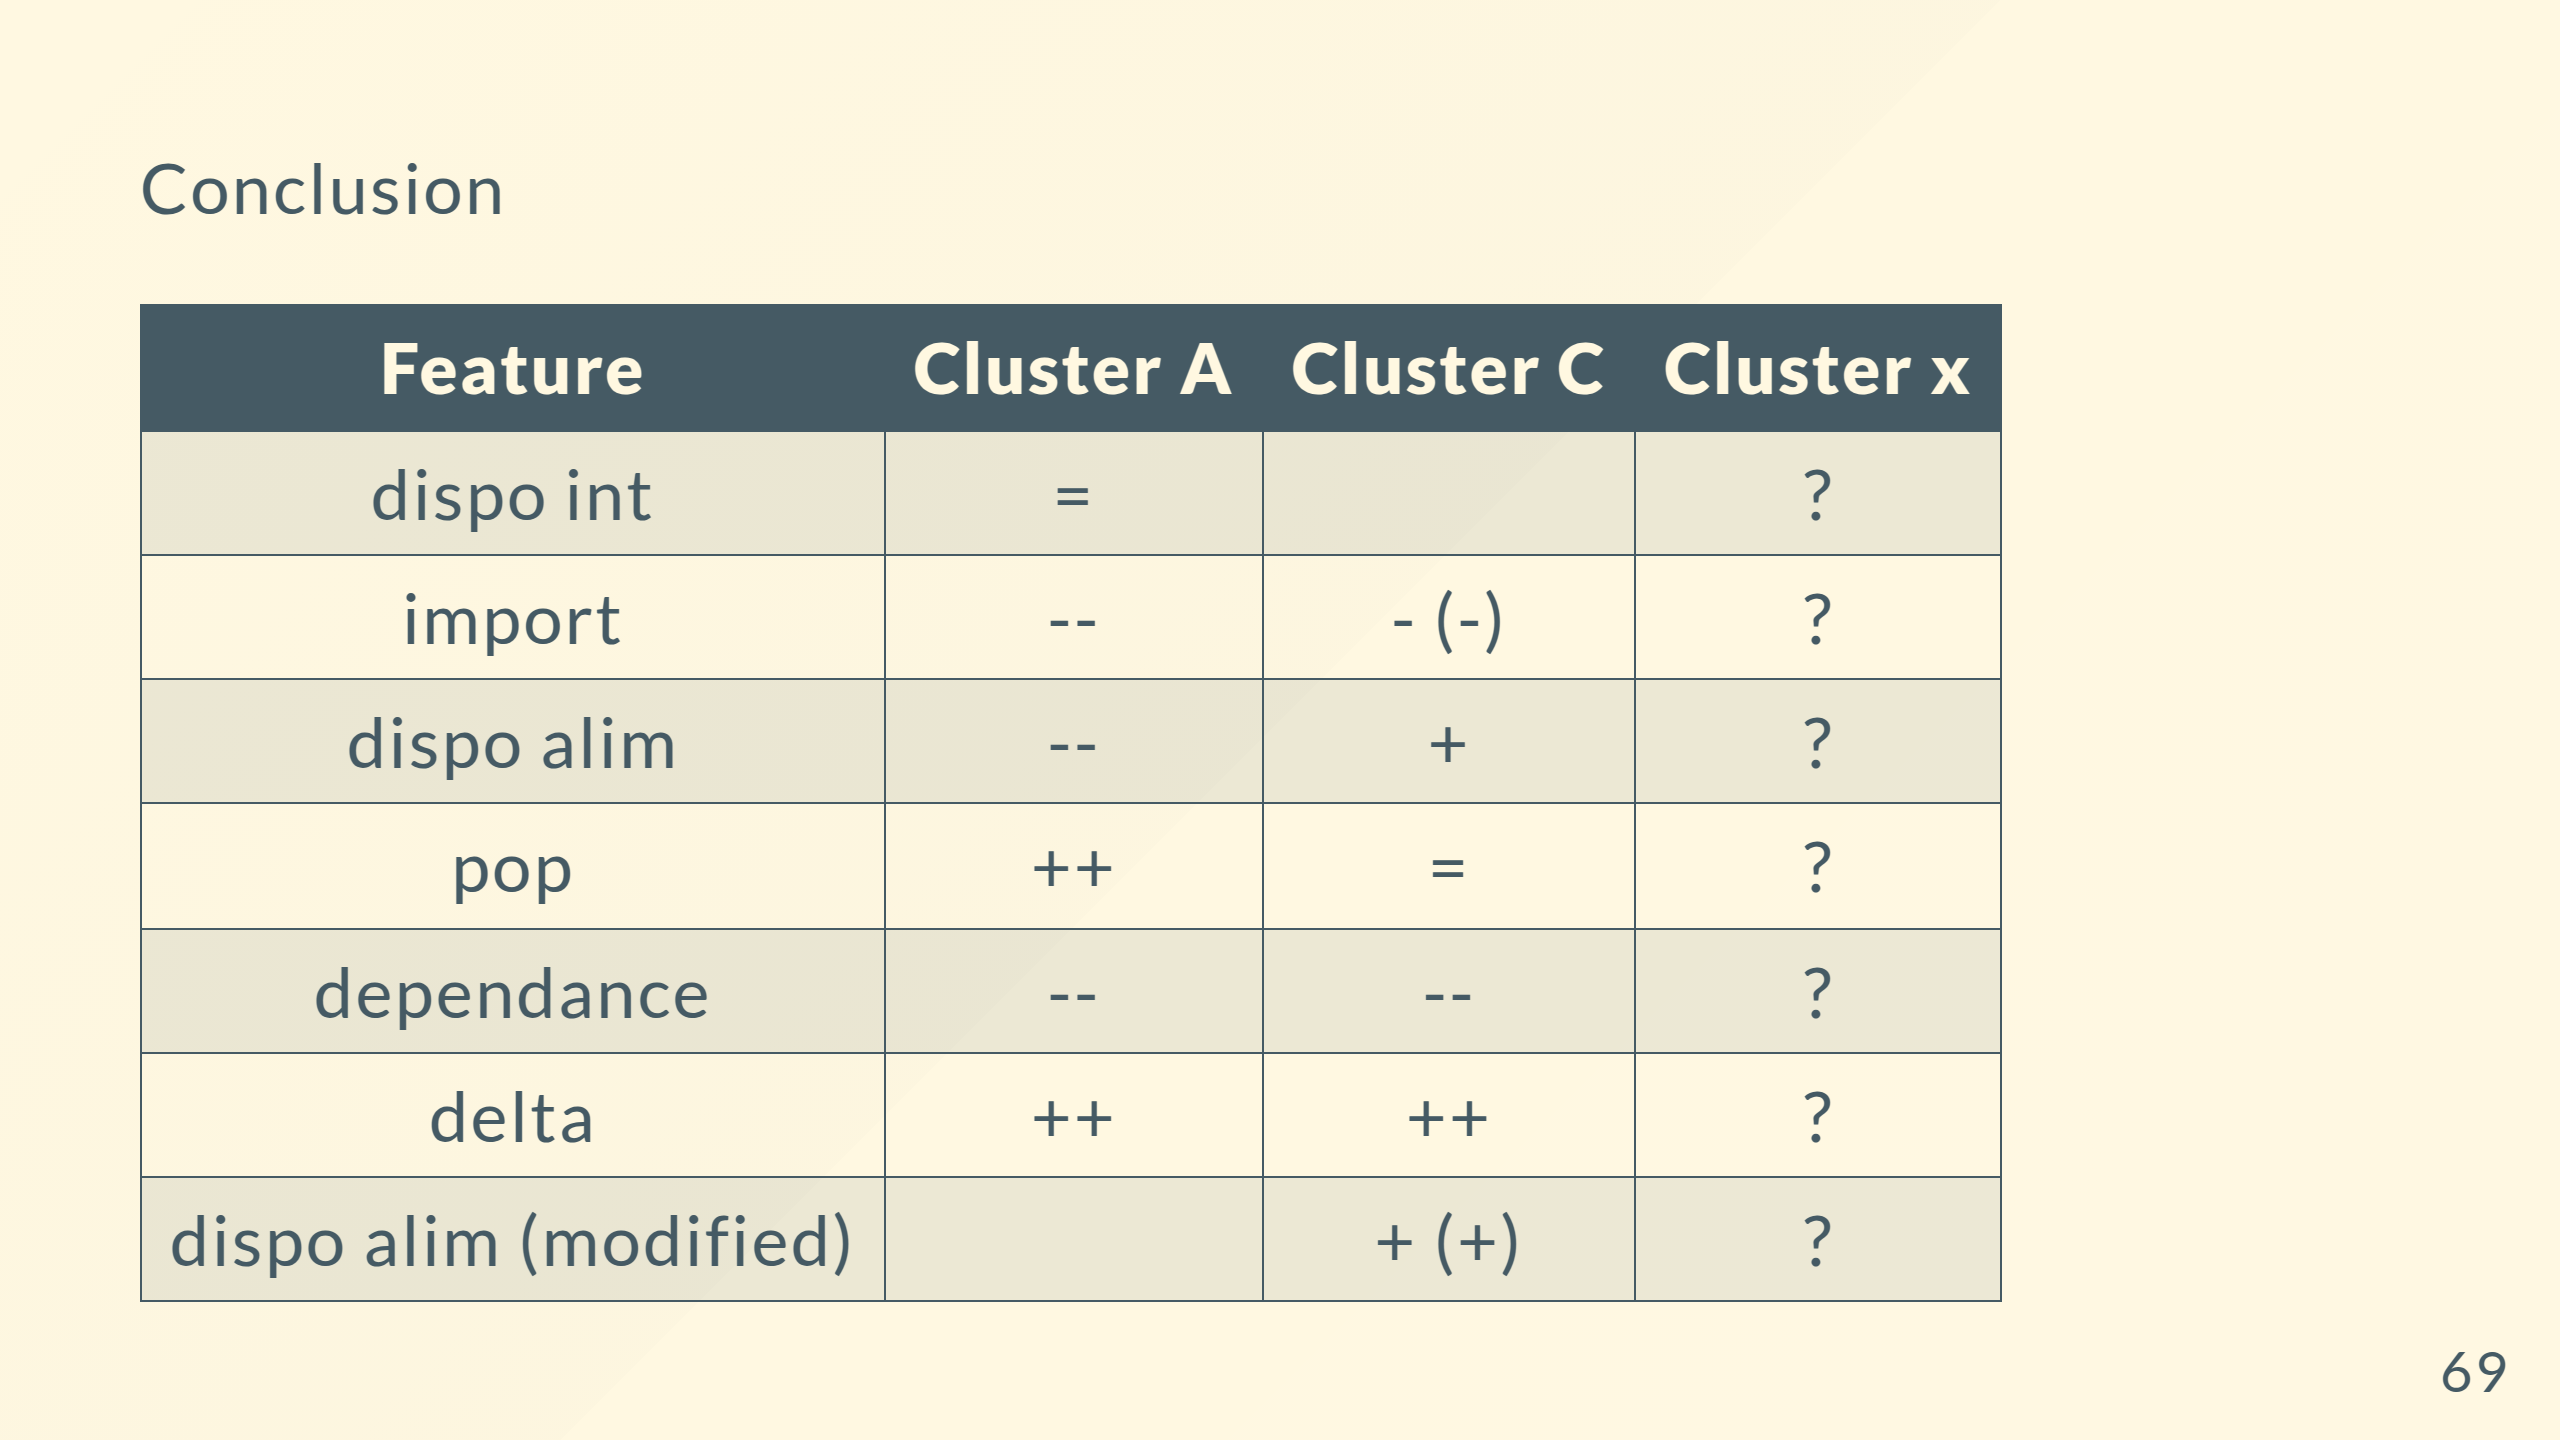 Conclusion
Feature Cluster A Cluster C Cluster x
dispo int = ?
import -- - (-) ?
dispo alim -- + ?
pop ++ = ?
dependance -- -- ?
delta ++ ++ ?
dispo alim (modified) + (+) ?
69